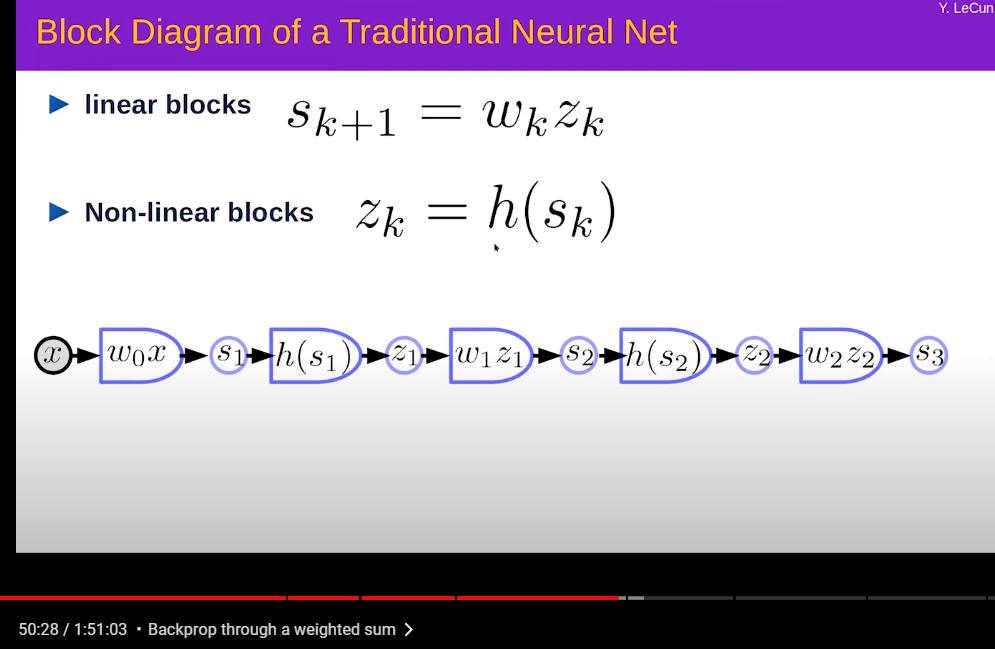 Y. LeCun
Block Diagram of a Traditional Neural Net
linear blocks s_{k+1} = w_k z_k
Non-linear blocks z_k = h(s_k)
x w_0 x s_1 h(s_1) z_1 w_1 z_1 s_2 h(s_2) z_2 w_2 z_2 s_3
50:28 / 1:51:03 • Backprop through a weighted sum >